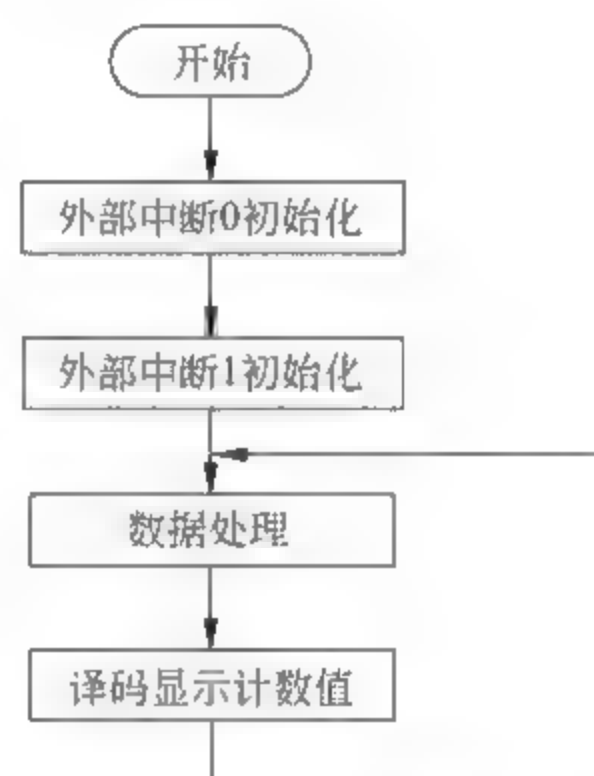 开始
外部中断0初始化
外部中断1初始化
数据处理
译码显示计数值